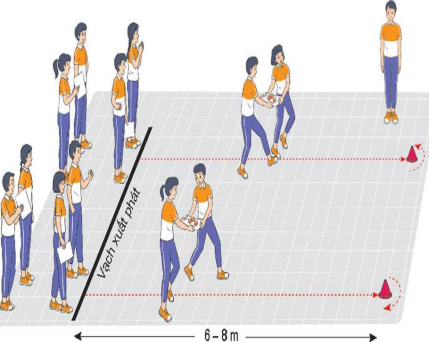 Vạch xuất phát
6 – 8 m